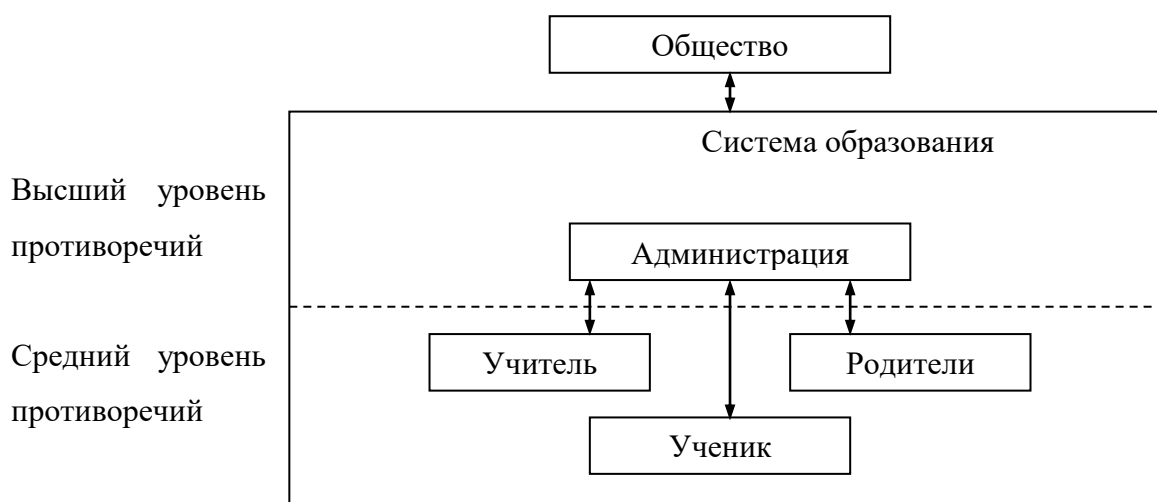 Общество
Система образования
Высший уровень
противоречий
Администрация
Средний уровень
противоречий
Учитель
Родители
Ученик